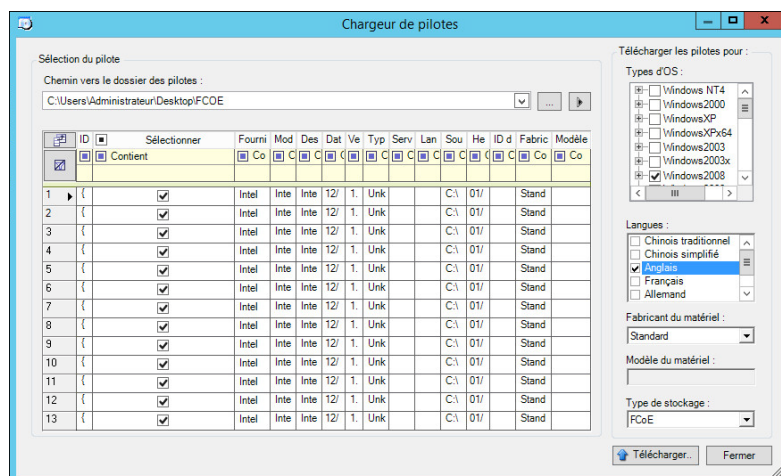 Chargeur de pilotes
Sélection du pilote
Chemin vers le dossier des pilotes :
C:\Users\Administrateur\Desktop\FCOE
...
ID Sélectionner Fourni Mod Des Dat Ve Typ Serv Lan Sou He ID d Fabric Modèle
Contient Co C C ( C C C C C ( C Co Co
1 { Intel Inte Inte 12/ 1. Unk C:\ 01/ Stand
2 { Intel Inte Inte 12/ 1. Unk C:\ 01/ Stand
3 { Intel Inte Inte 12/ 1. Unk C:\ 01/ Stand
4 { Intel Inte Inte 12/ 1. Unk C:\ 01/ Stand
5 { Intel Inte Inte 12/ 1. Unk C:\ 01/ Stand
6 { Intel Inte Inte 12/ 1. Unk C:\ 01/ Stand
7 { Intel Inte Inte 12/ 1. Unk C:\ 01/ Stand
8 { Intel Inte Inte 12/ 1. Unk C:\ 01/ Stand
9 { Intel Inte Inte 12/ 1. Unk C:\ 01/ Stand
10 { Intel Inte Inte 12/ 1. Unk C:\ 01/ Stand
11 { Intel Inte Inte 12/ 1. Unk C:\ 01/ Stand
12 { Intel Inte Inte 12/ 1. Unk C:\ 01/ Stand
13 { Intel Inte Inte 12/ 1. Unk C:\ 01/ Stand
Télécharger les pilotes pour :
Types d'OS :
Windows NT4
Windows2000
WindowsXP
WindowsXPx64
Windows2003
Windows2003x
Windows2008
Langues :
Chinois traditionnel
Chinois simplifié
Anglais
Français
Allemand
Fabricant du matériel :
Standard
Modèle du matériel :
Type de stockage :
FCoE
Télécharger..
Fermer